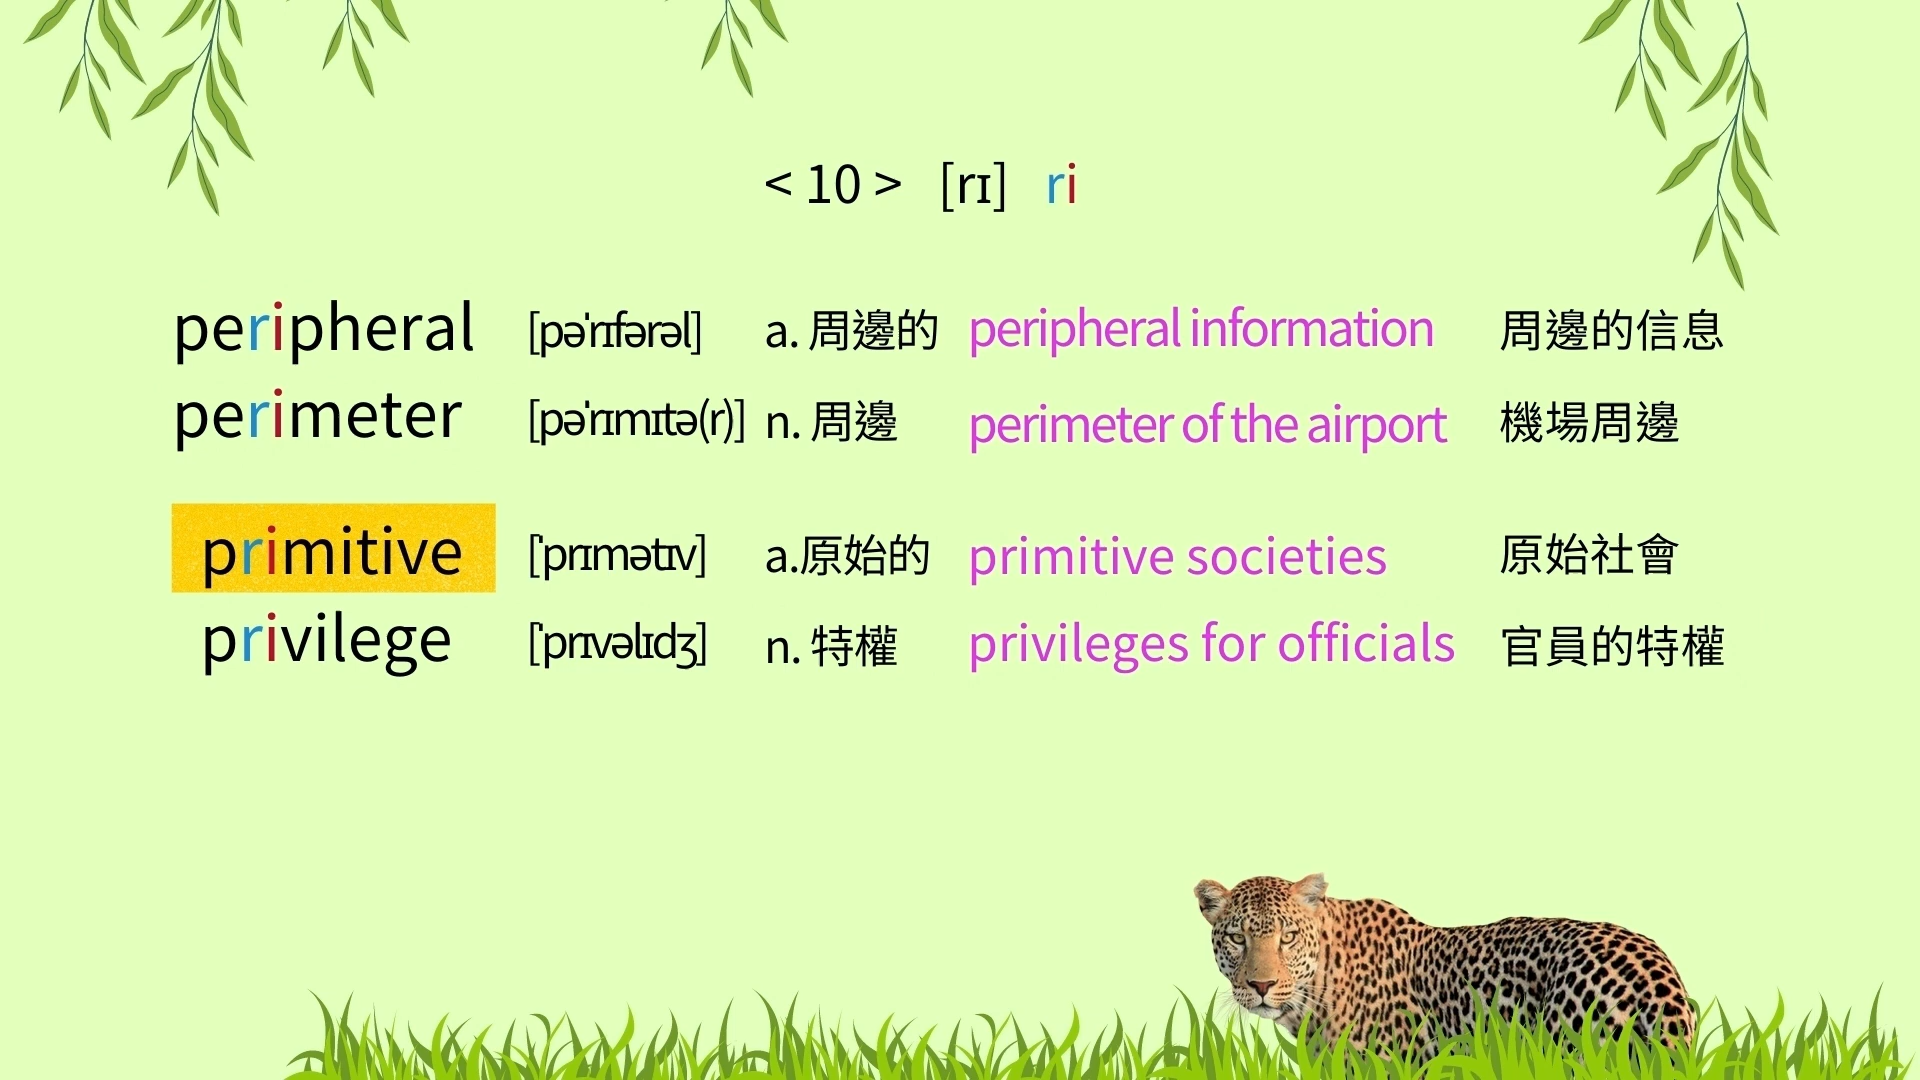 < 10 > [rɪ] ri
peripheral [pəˈrɪfərəl] a. 周邊的 peripheral information 周邊的信息
perimeter [pəˈrɪmɪtə(r)] n. 周邊 perimeter of the airport 機場周邊
primitive [ˈprɪmətɪv] a.原始的 primitive societies 原始社會
privilege [ˈprɪvəlɪdʒ] n. 特權 privileges for officials 官員的特權